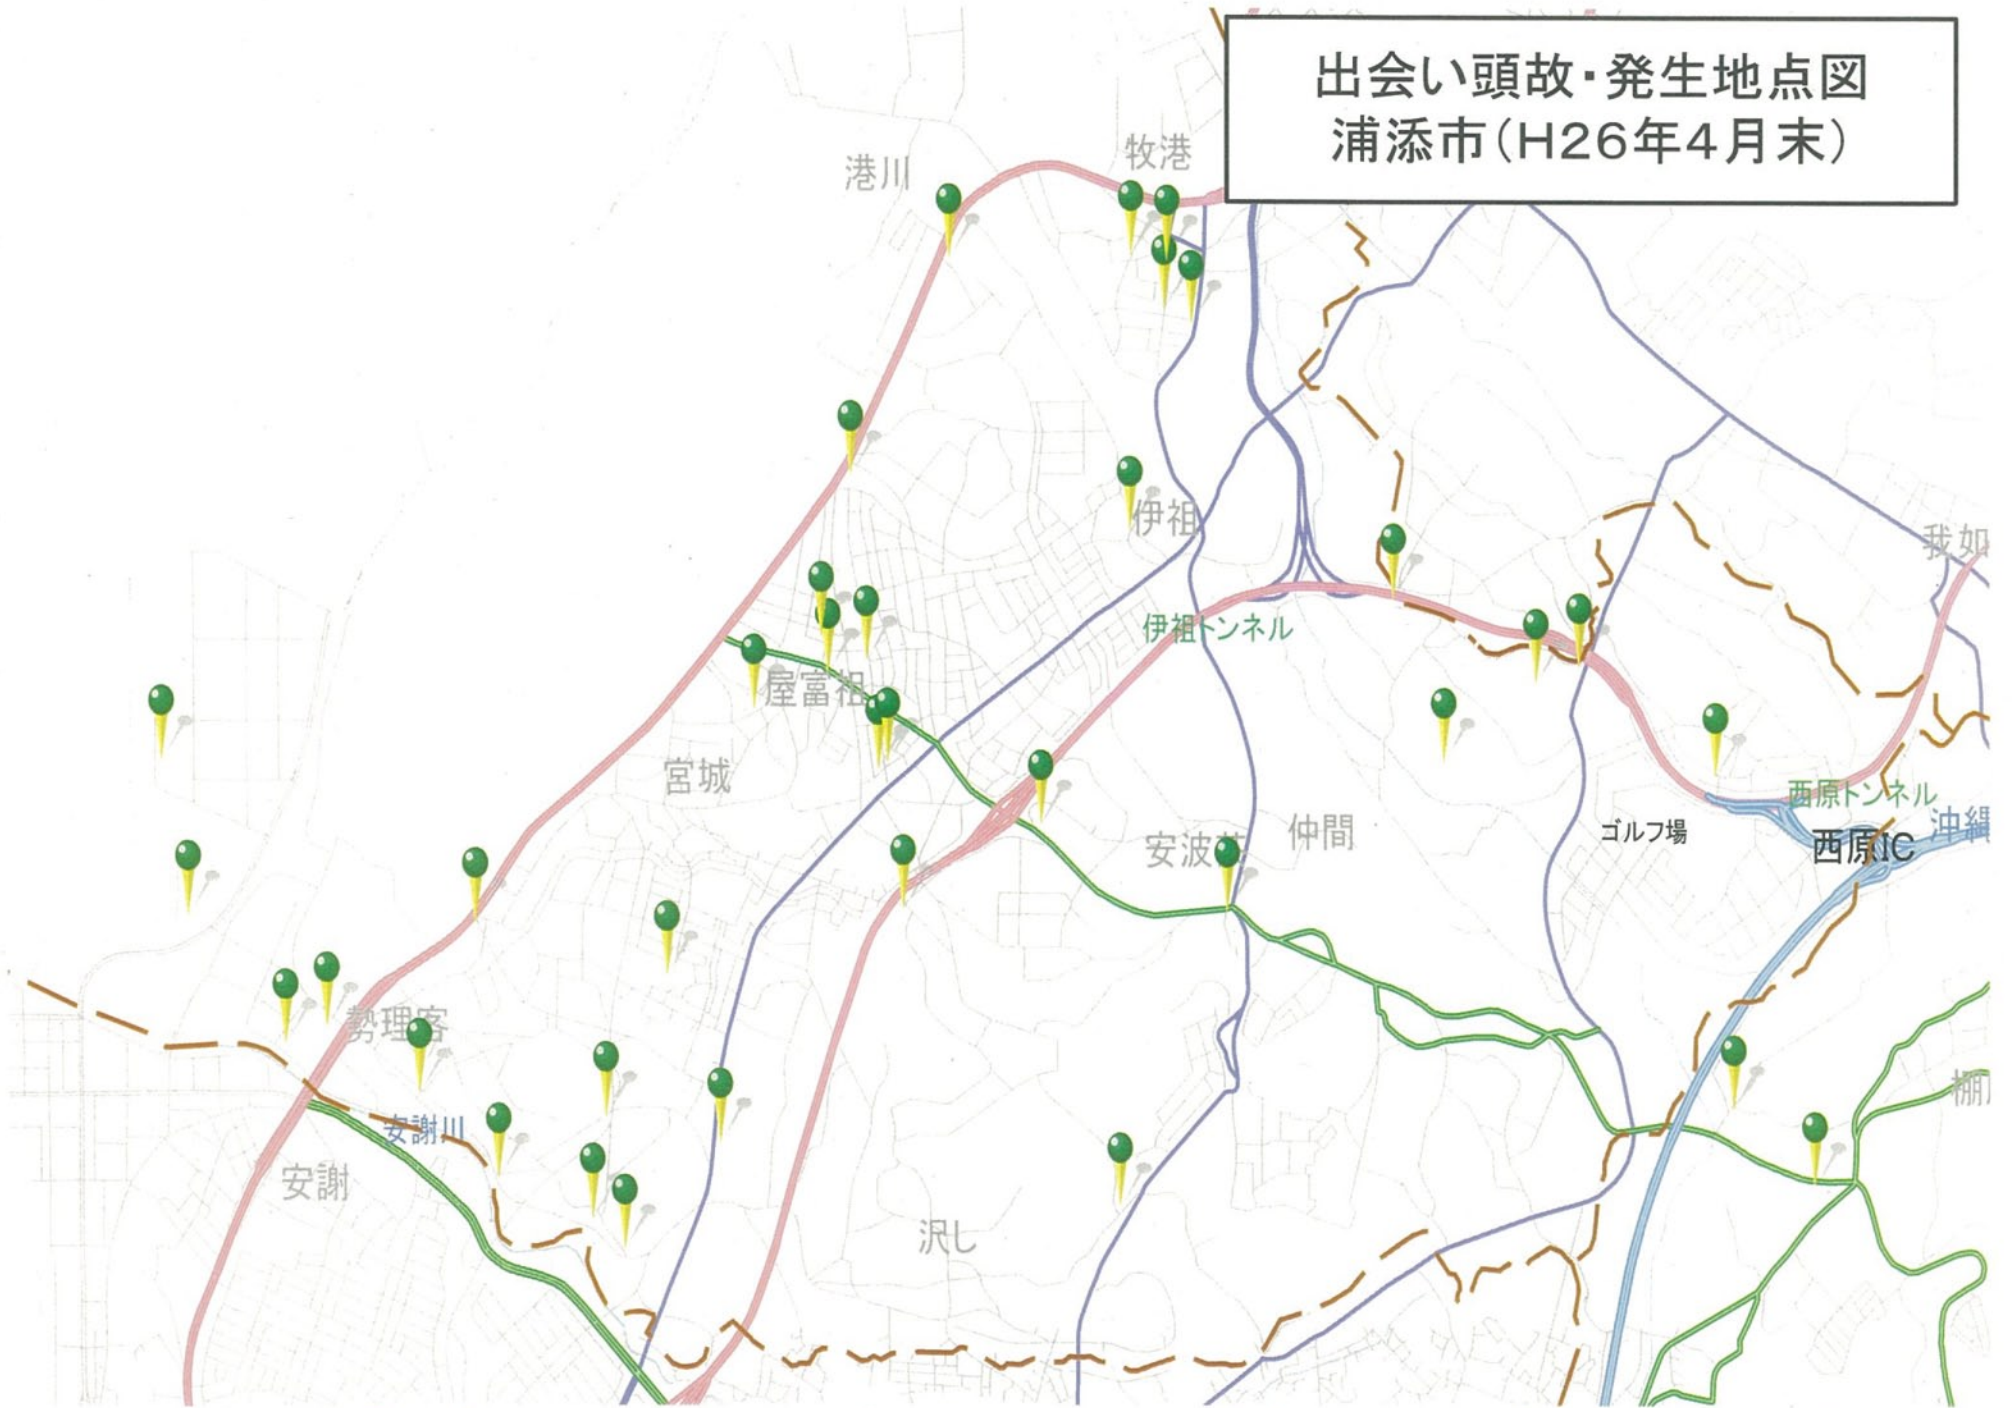 出会い頭故・発生地点図
浦添市(H26年4月末)
牧港
港川
伊祖
我如
伊祖トンネル
屋富祖
宮城
西原トンネル
沖縄
ゴルフ場
西原IC
仲間
安波茶
勢理客
棚
安謝川
安謝
沢し